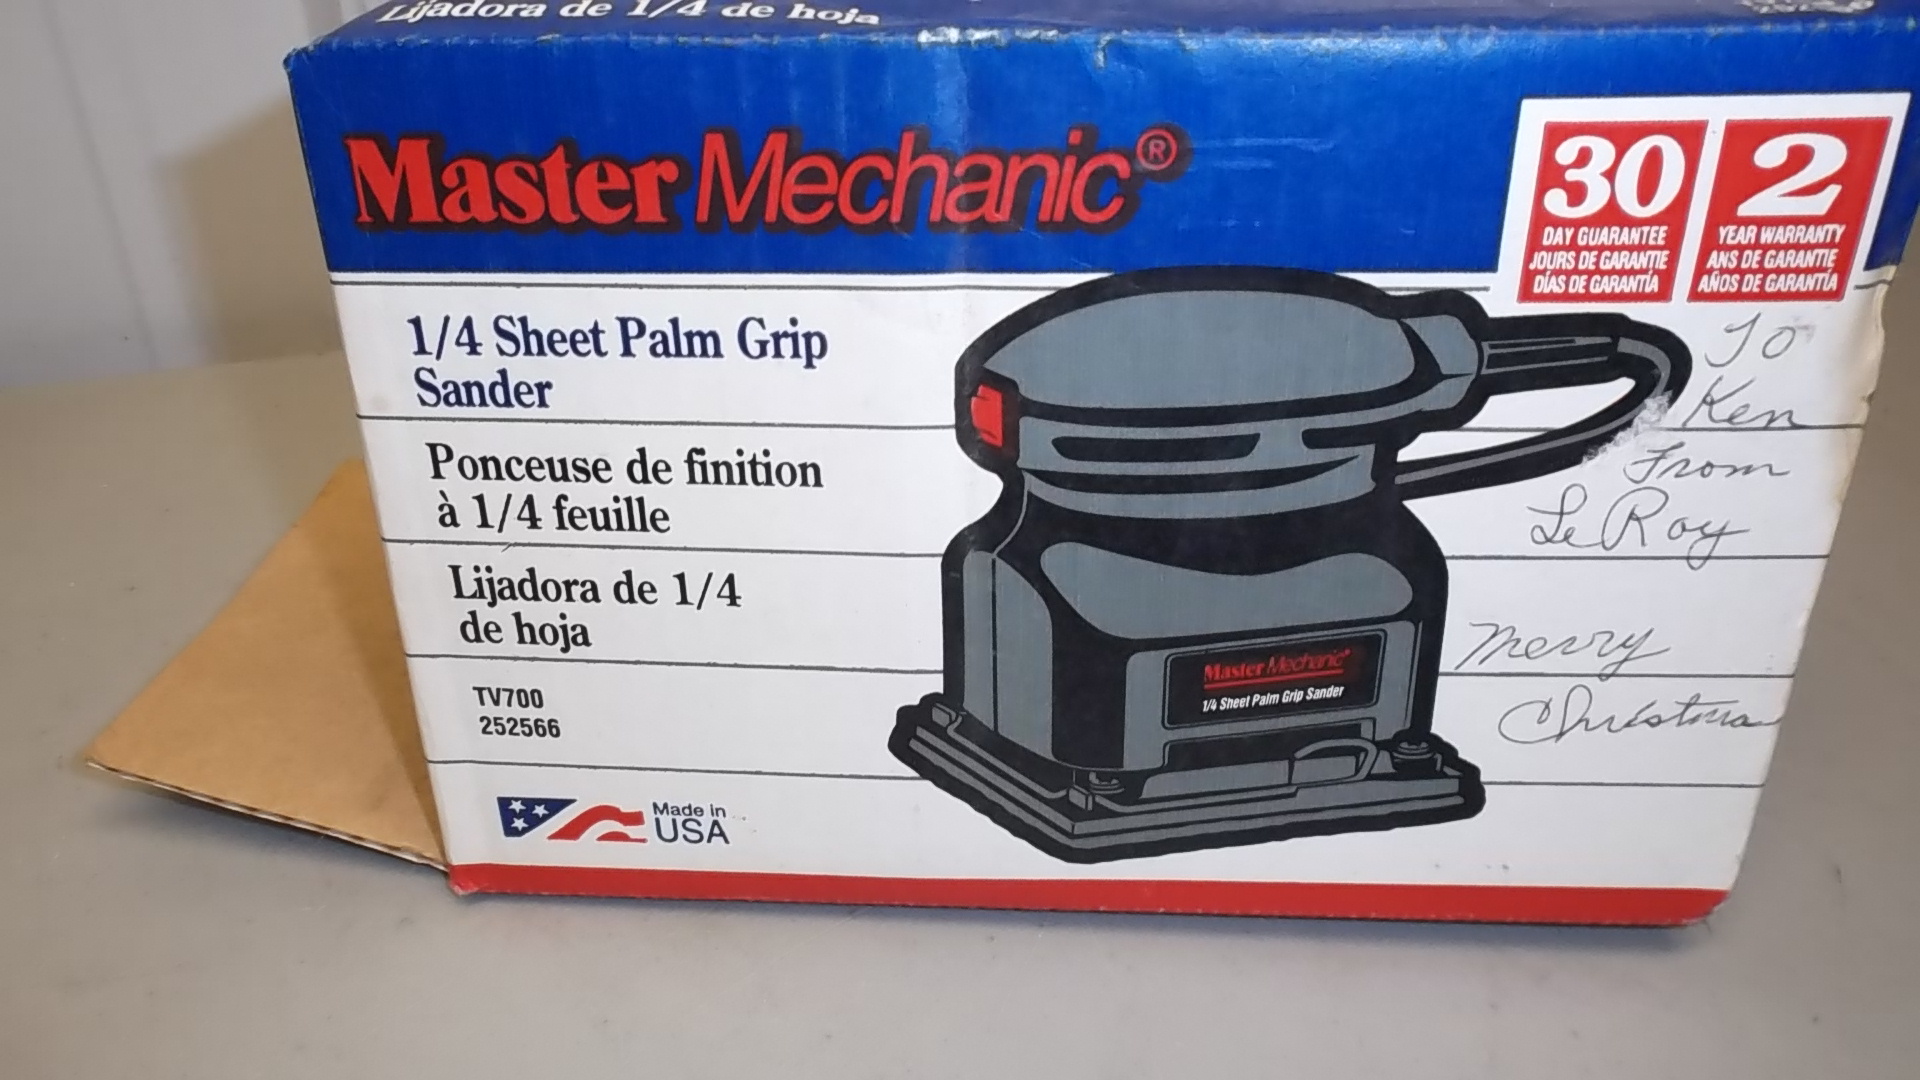 Lijadora de 1/4 de hoja
Master Mechanic®
30
DAY GUARANTEE
JOURS DE GARANTIE
DÍAS DE GARANTÍA
2
YEAR WARRANTY
ANS DE GARANTIE
AÑOS DE GARANTÍA
1/4 Sheet Palm Grip
Sander
Ponceuse de finition
à 1/4 feuille
Lijadora de 1/4
de hoja
TV700
252566
Made in
USA
Master Mechanic®
1/4 Sheet Palm Grip Sander
To
Ken
From
LeRoy
Merry
Christmas